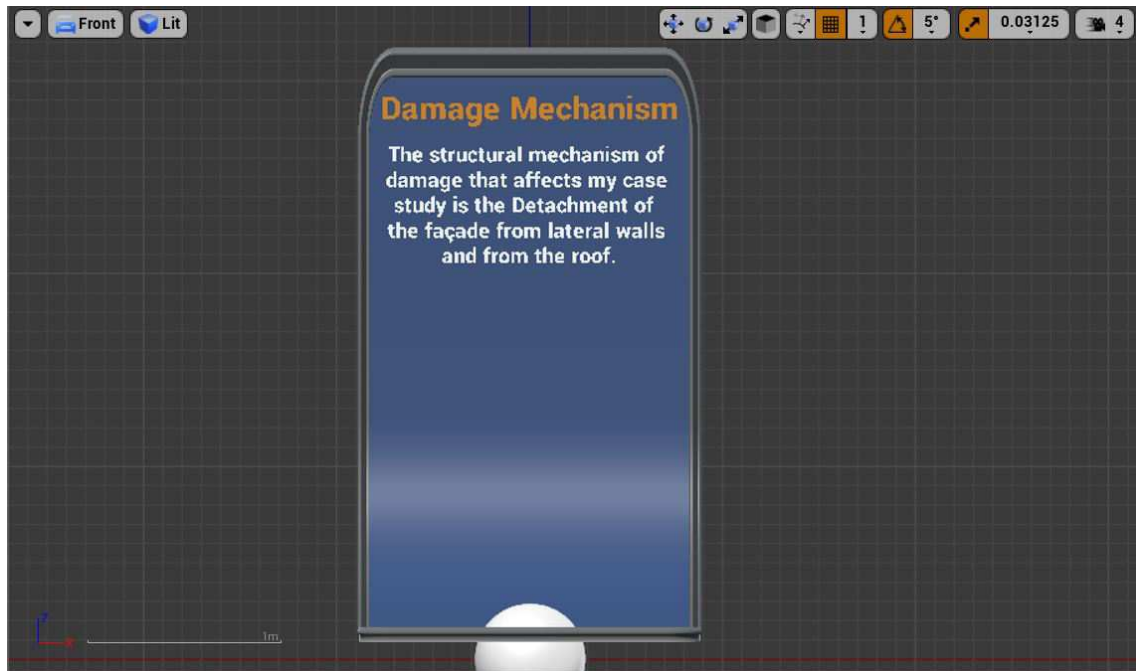 Front Lit 1 5° 0.03125 4
Damage Mechanism
The structural mechanism of
damage that affects my case
study is the Detachment of
the façade from lateral walls
and from the roof.
z
x
1m